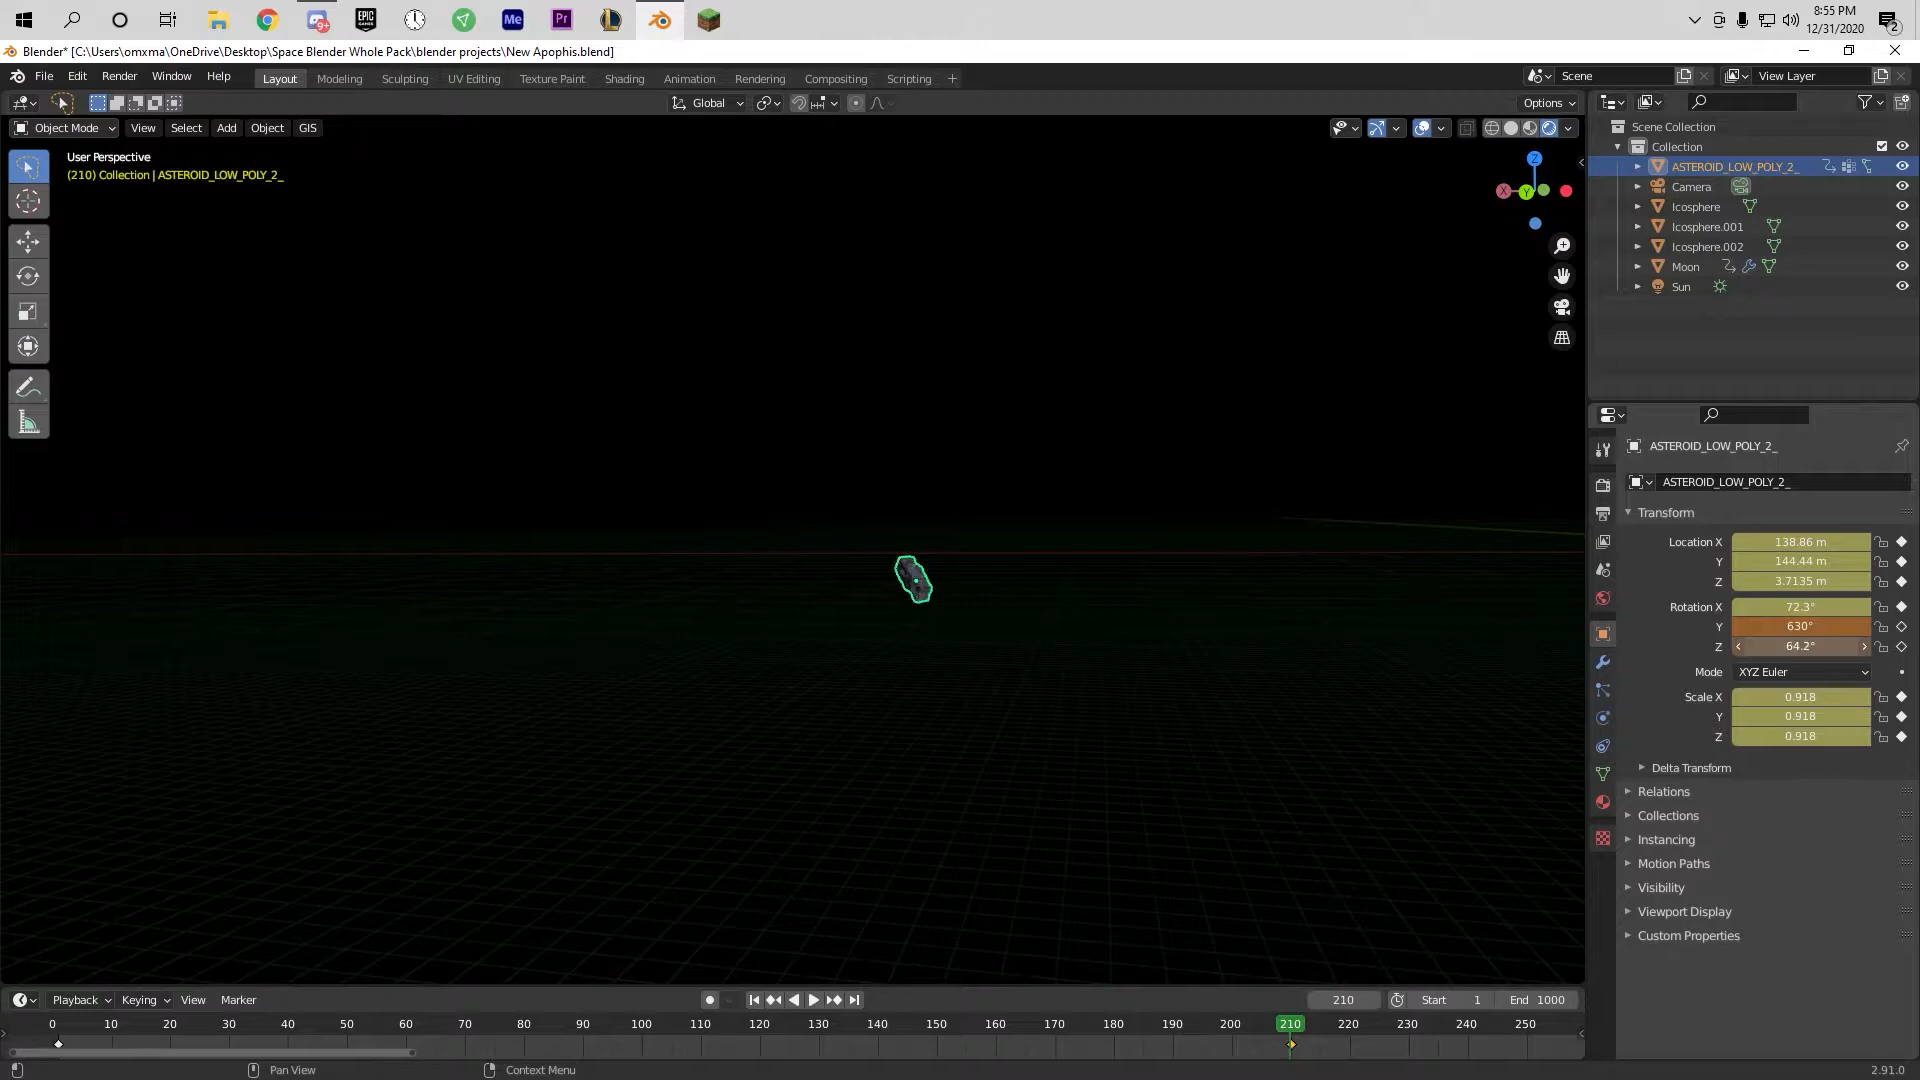 9+
EPIC
GAMES
Me
Pr
8:55 PM
12/31/2020
2
Blender* [C:\Users\omxma\OneDrive\Desktop\Space Blender Whole Pack\blender projects\New Apophis.blend]
File Edit Render Window Help Layout Modeling Sculpting UV Editing Texture Paint Shading Animation Rendering Compositing Scripting + Scene View Layer
Global Options
Object Mode View Select Add Object GIS
User Perspective
(210) Collection | ASTEROID_LOW_POLY_2_
Z
X
Y
Scene Collection
Collection
ASTEROID_LOW_POLY_2_
Camera
Icosphere
Icosphere.001
Icosphere.002
Moon
Sun
ASTEROID_LOW_POLY_2_
ASTEROID_LOW_POLY_2_
Transform
Location X 138.86 m
Y 144.44 m
Z 3.7135 m
Rotation X 72.3°
Y 630°
Z 64.2°
Mode XYZ Euler
Scale X 0.918
Y 0.918
Z 0.918
Delta Transform
Relations
Collections
Instancing
Motion Paths
Visibility
Viewport Display
Custom Properties
Playback Keying View Marker 210 Start 1 End 1000
0 10 20 30 40 50 60 70 80 90 100 110 120 130 140 150 160 170 180 190 200 210 220 230 240 250
Pan View Context Menu 2.91.0